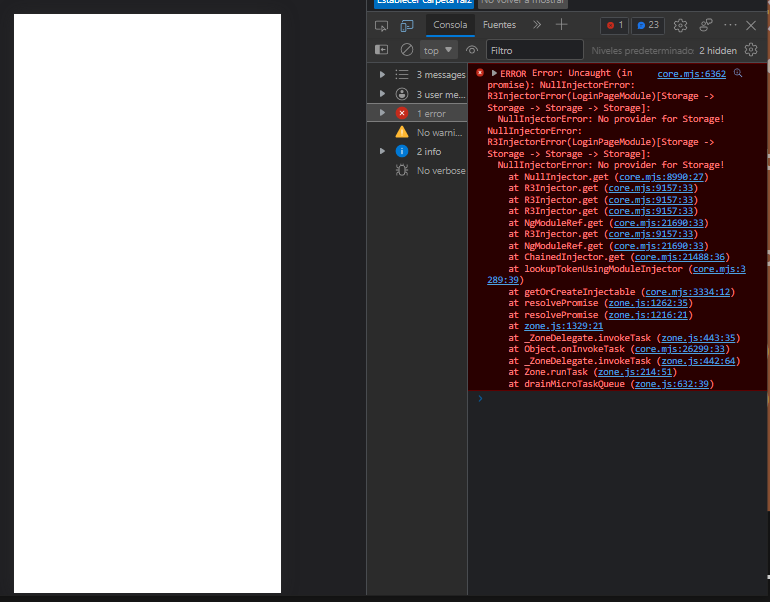 Establecer carpeta raíz No volver a mostrar
Consola Fuentes 1 23
top Filtro Niveles predeterminado: 2 hidden
3 messages
3 user me...
1 error
No warni...
2 info
No verbose
ERROR Error: Uncaught (in core.mjs:6362
promise): NullInjectorError:
R3InjectorError(LoginPageModule)[Storage ->
Storage -> Storage -> Storage]:
NullInjectorError: No provider for Storage!
NullInjectorError:
R3InjectorError(LoginPageModule)[Storage ->
Storage -> Storage -> Storage]:
NullInjectorError: No provider for Storage!
at NullInjector.get (core.mjs:8990:27)
at R3Injector.get (core.mjs:9157:33)
at R3Injector.get (core.mjs:9157:33)
at R3Injector.get (core.mjs:9157:33)
at NgModuleRef.get (core.mjs:21690:33)
at R3Injector.get (core.mjs:9157:33)
at NgModuleRef.get (core.mjs:21690:33)
at ChainedInjector.get (core.mjs:21488:36)
at lookupTokenUsingModuleInjector (core.mjs:3
289:39)
at getOrCreateInjectable (core.mjs:3334:12)
at resolvePromise (zone.js:1262:35)
at resolvePromise (zone.js:1216:21)
at zone.js:1329:21
at _ZoneDelegate.invokeTask (zone.js:443:35)
at Object.onInvokeTask (core.mjs:26299:33)
at _ZoneDelegate.invokeTask (zone.js:442:64)
at Zone.runTask (zone.js:214:51)
at drainMicroTaskQueue (zone.js:632:39)